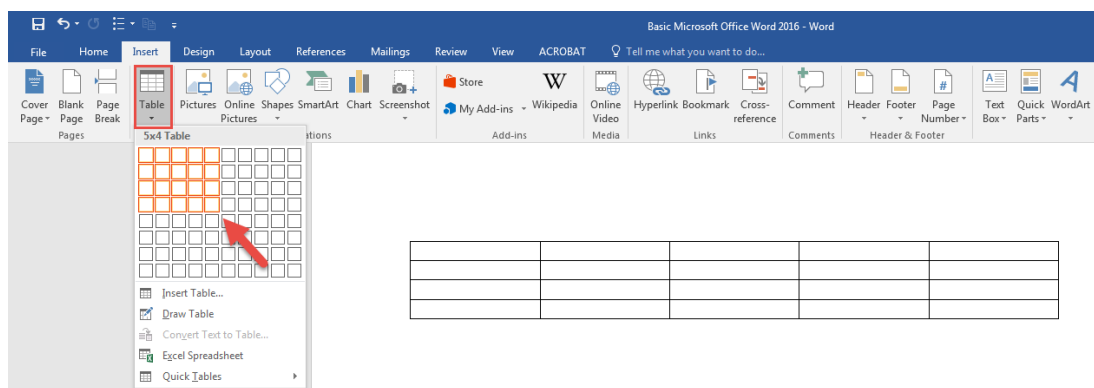 Basic Microsoft Office Word 2016 - Word
File Home Insert Design Layout References Mailings Review View ACROBAT Tell me what you want to do...
Cover Page Blank Page Page Break Table Pictures Online Pictures Shapes SmartArt Chart Screenshot Store My Add-ins W Wikipedia Online Video Hyperlink Bookmark Cross-reference Comment Header Footer # Page Number A Text Box Quick Parts A WordArt
Pages ations Add-ins Media Links Comments Header & Footer
5x4 Table
Insert Table...
Draw Table
Convert Text to Table...
Excel Spreadsheet
Quick Tables